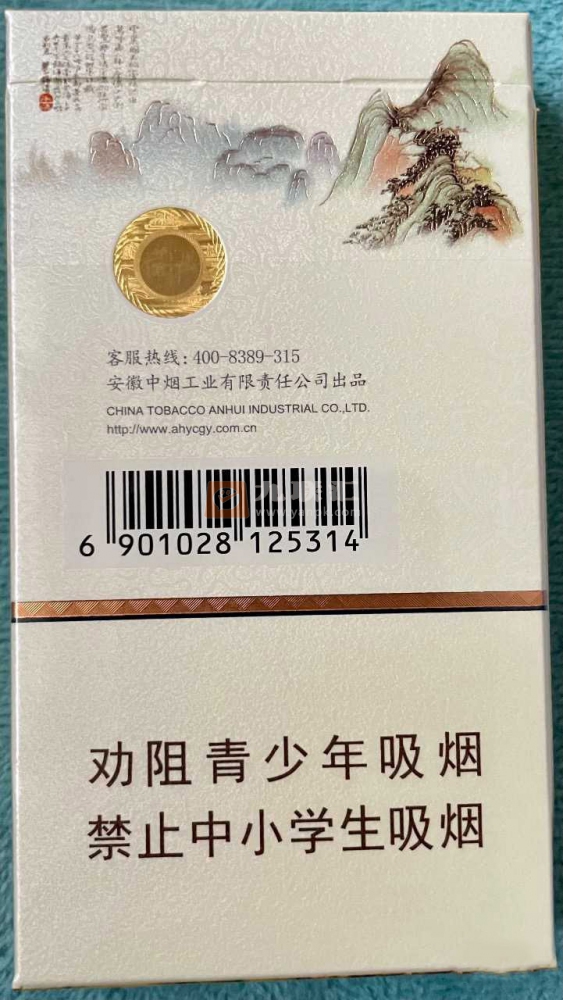 客服热线：400-8389-315
安徽中烟工业有限责任公司出品
CHINA TOBACCO ANHUI INDUSTRIAL CO.,LTD.
http://www.ahycgy.com.cn
6 901028 125314
劝阻青少年吸烟
禁止中小学生吸烟